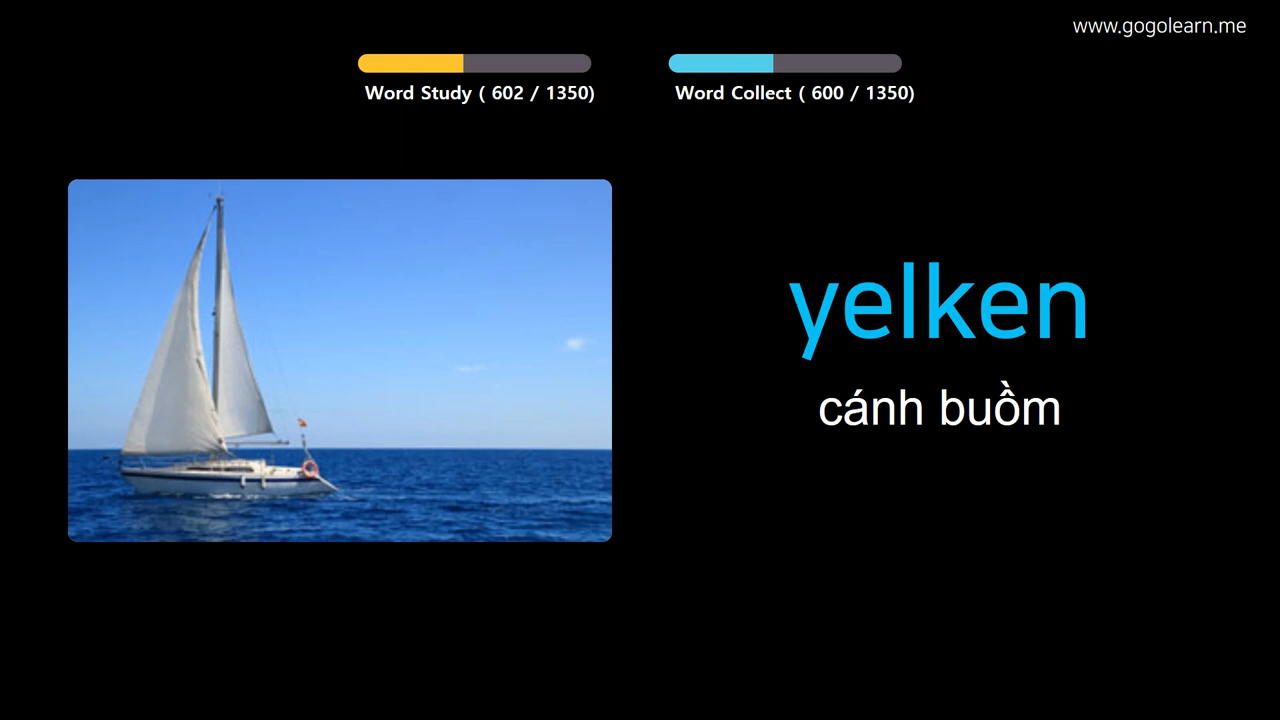 www.gogolearn.me
Word Study ( 602 / 1350)
Word Collect ( 600 / 1350)
yelken
cánh buồm